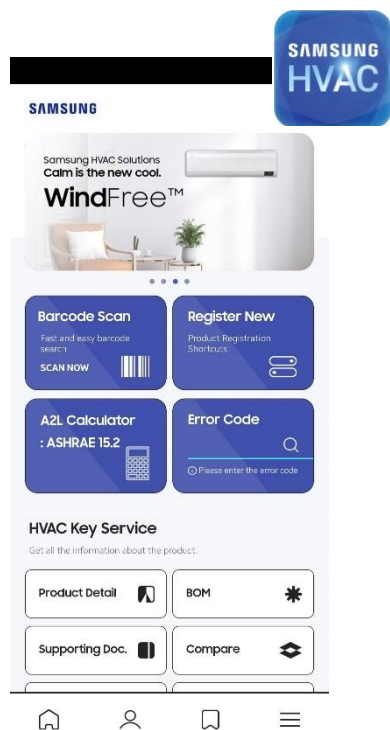 SAMSUNG
HVAC
SAMSUNG
Samsung HVAC Solutions
Calm is the new cool.
WindFree™
Barcode Scan
Fast and easy barcode
search
SCAN NOW
Register New
Product Registration
Shortcuts
A2L Calculator
: ASHRAE 15.2
Error Code
Please enter the error code
HVAC Key Service
Get all the information about the product.
Product Detail
BOM
Supporting Doc.
Compare